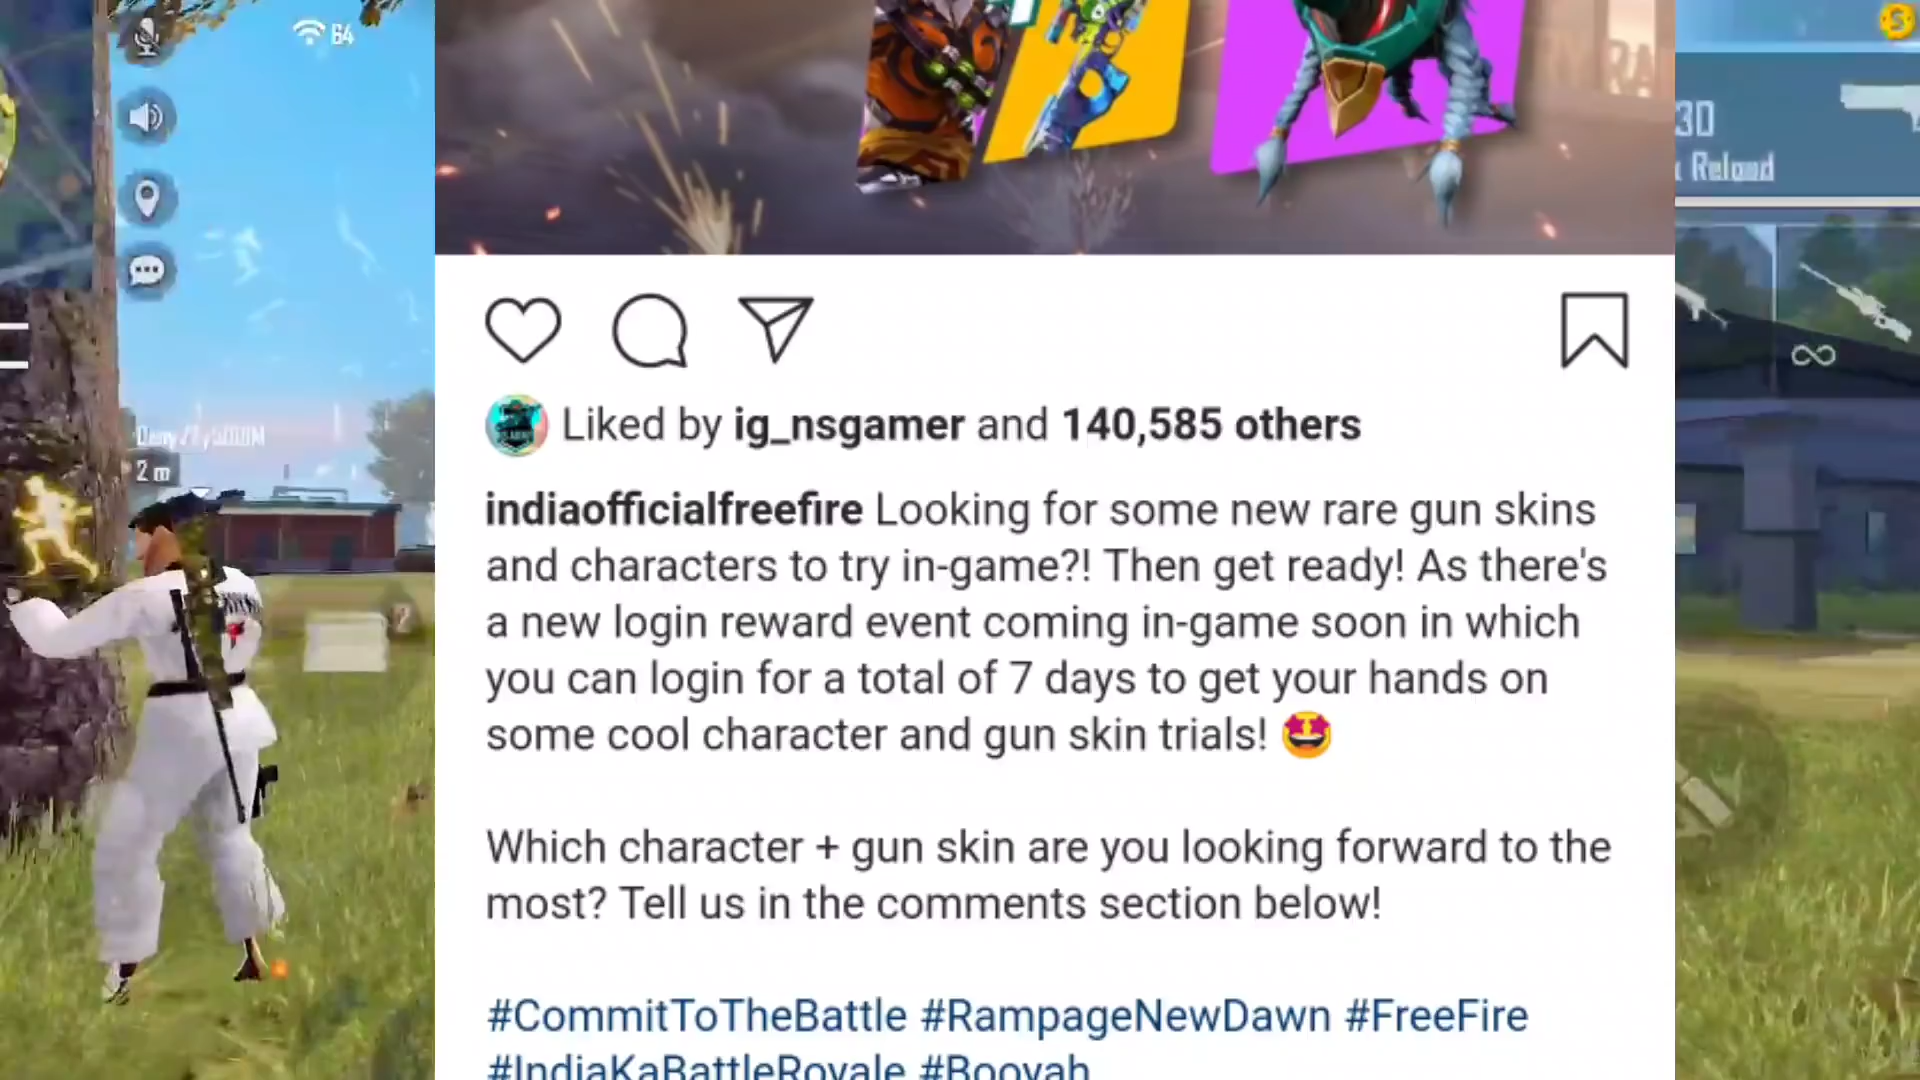 64
2 m
30
Reload
Liked by ig_nsgamer and 140,585 others
indiaofficialfreefire Looking for some new rare gun skins
and characters to try in-game?! Then get ready! As there's
a new login reward event coming in-game soon in which
you can login for a total of 7 days to get your hands on
some cool character and gun skin trials! 🤩
Which character + gun skin are you looking forward to the
most? Tell us in the comments section below!
#CommitToTheBattle #RampageNewDawn #FreeFire
#IndiaKaBattleRoyale #Booyah